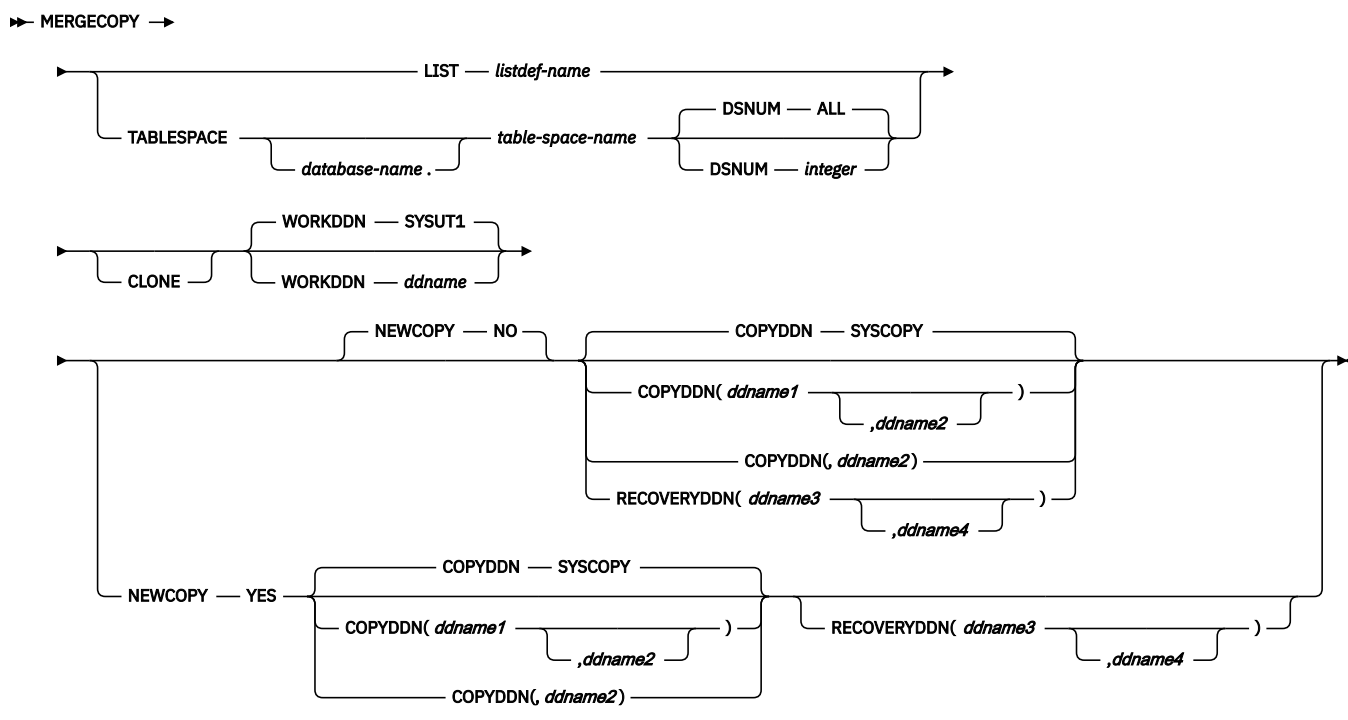 MERGECOPY
LIST listdef-name
DSNUM ALL
TABLESPACE table-space-name
database-name .
DSNUM integer
WORKDDN SYSUT1
CLONE WORKDDN ddname
NEWCOPY NO COPYDDN SYSCOPY
COPYDDN( ddname1 )
,ddname2
COPYDDN(, ddname2)
RECOVERYDDN( ddname3 )
,ddname4
COPYDDN SYSCOPY
NEWCOPY YES
COPYDDN( ddname1 ) RECOVERYDDN( ddname3 )
,ddname2 ,ddname4
COPYDDN(, ddname2)